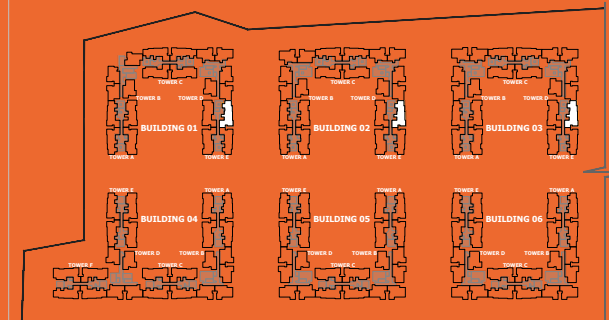 TOWER C TOWER C TOWER C
TOWER B TOWER D TOWER B TOWER D TOWER B TOWER D
BUILDING 01 BUILDING 02 BUILDING 03
TOWER A TOWER E TOWER A TOWER E TOWER A TOWER E
TOWER E TOWER A TOWER E TOWER A TOWER E TOWER A
BUILDING 04 BUILDING 05 BUILDING 06
TOWER D TOWER B TOWER D TOWER B TOWER D TOWER B
TOWER F TOWER C TOWER C TOWER C